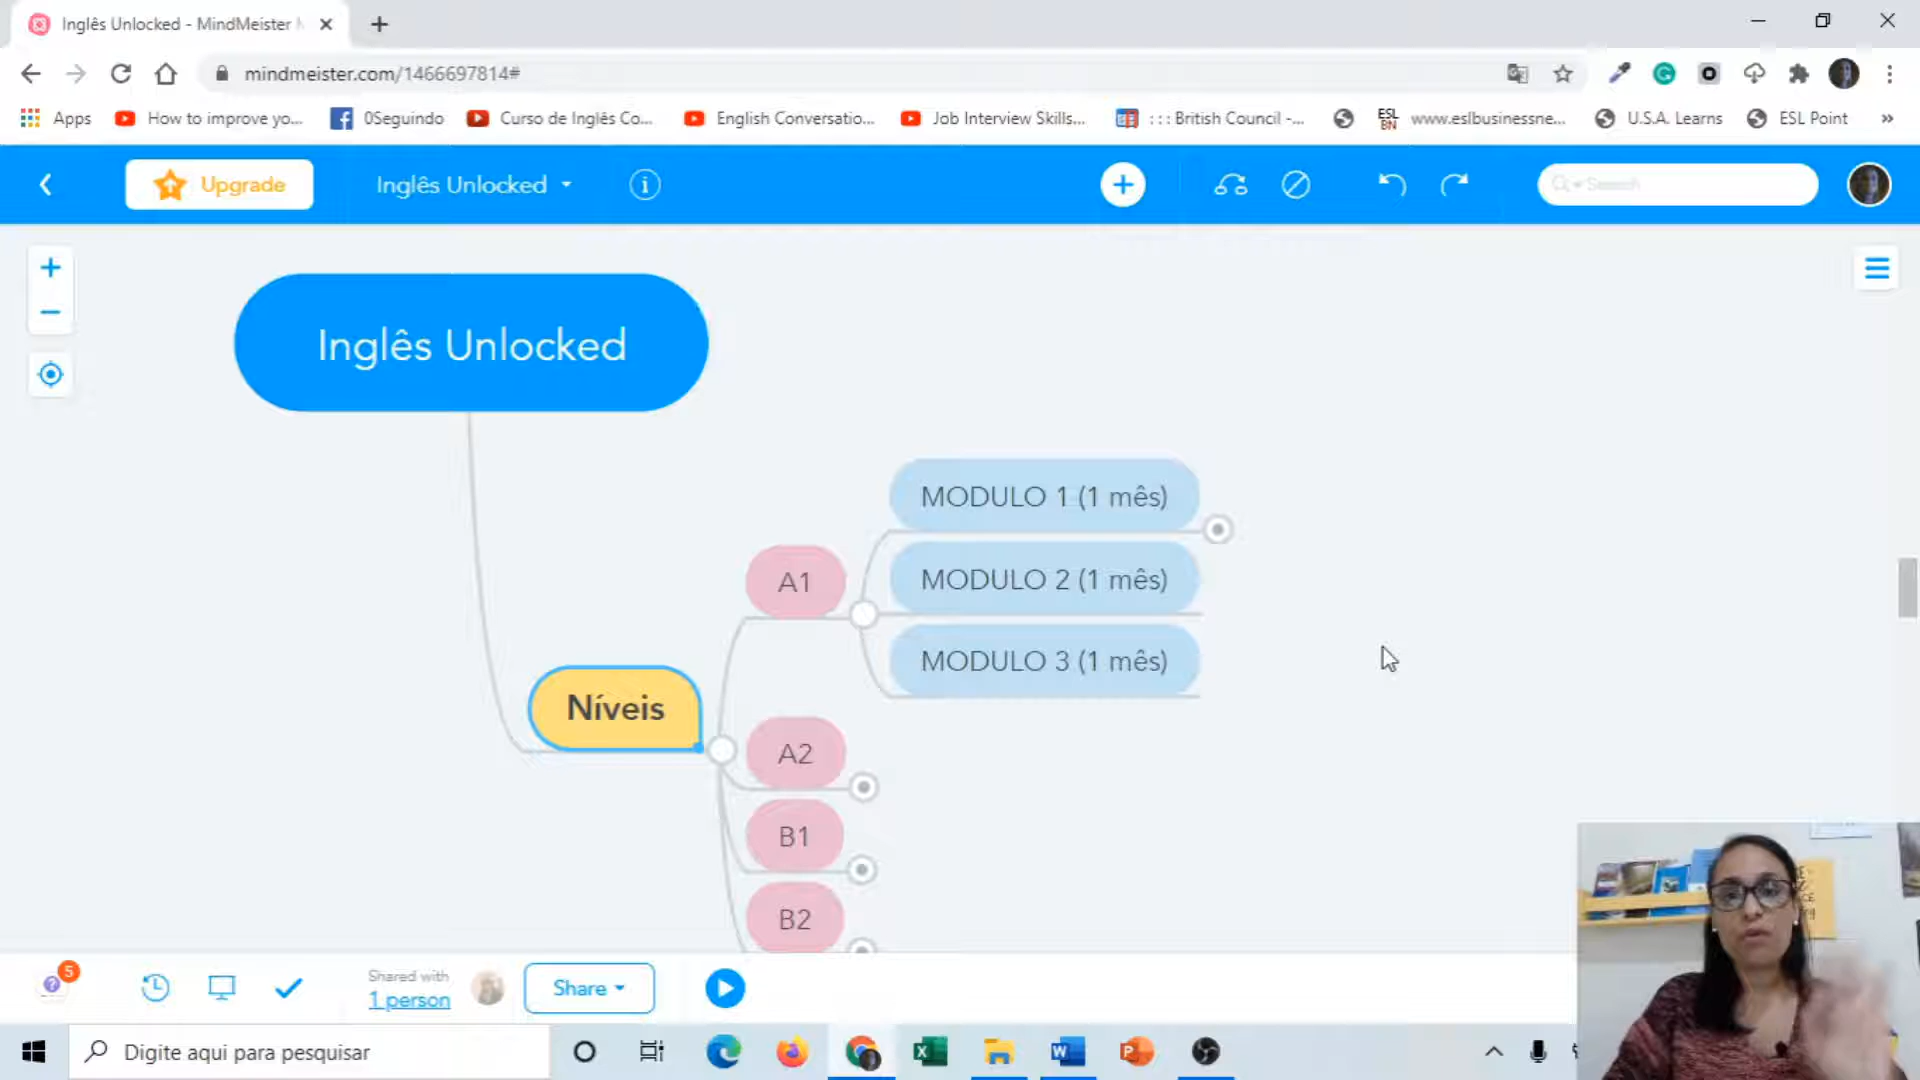 Inglês Unlocked - MindMeister
mindmeister.com/1466697814#
Apps
How to improve yo...
0Seguindo
Curso de Inglês Co...
English Conversatio...
Job Interview Skills...
: : : British Council -...
ESL
BN
www.eslbusinessne...
U.S.A. Learns
ESL Point
»
Upgrade
Inglês Unlocked
Search
Inglês Unlocked
MODULO 1 (1 mês)
A1
MODULO 2 (1 mês)
MODULO 3 (1 mês)
Níveis
A2
B1
B2
5
Shared with
1 person
Share
Digite aqui para pesquisar